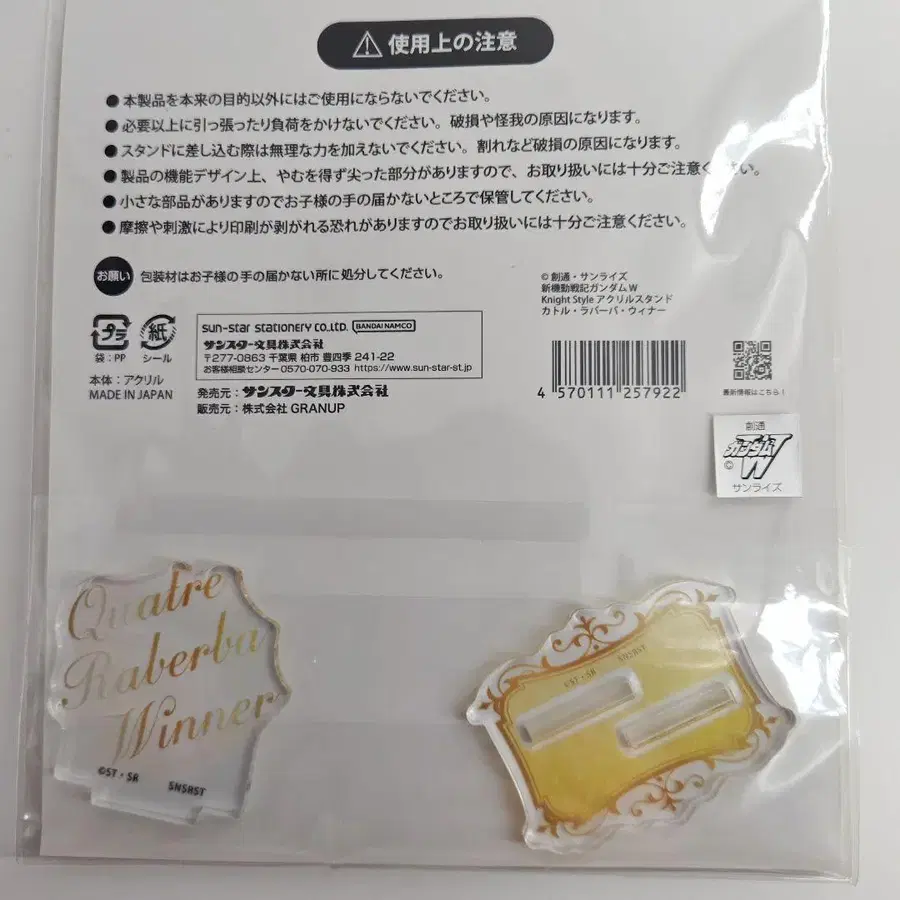 使用上の注意
●本製品を本来の目的以外にはご使用にならないでください。
●必要以上に引っ張ったり負荷をかけないでください。破損や怪我の原因になります。
●スタンドに差し込む際は無理な力を加えないでください。割れなど破損の原因になります。
●製品の機能デザイン上、やむを得ず尖った部分がありますので、お取り扱いには十分ご注意ください。
●小さな部品がありますのでお子様の手の届かないところで保管してください。
●摩擦や刺激により印刷が剥がれる恐れがありますのでお取り扱いには十分ご注意ください。
お願い 包装材はお子様の手の届かない所に処分してください。
©創通・サンライズ
新機動戦記ガンダムW
Knight Style アクリルスタンド
カトル・ラバーバ・ウィナー
プラ 紙
袋：PP シール
本体：アクリル
MADE IN JAPAN
sun-star stationery CO.,LTD. BANDAI NAMCO
サンスター文具株式会社
〒277-0863 千葉県 柏市 豊四季 241-22
お客様相談センター 0570-070-933 https://www.sun-star-st.jp
発売元：サンスター文具株式会社
販売元：株式会社 GRANUP
4 570111 257922
最新情報はこちら！
創通
ガンダムW
©
サンライズ
Quatre
Raberba
Winner
©ST・SR SNSRST
©ST・SR SNSRST